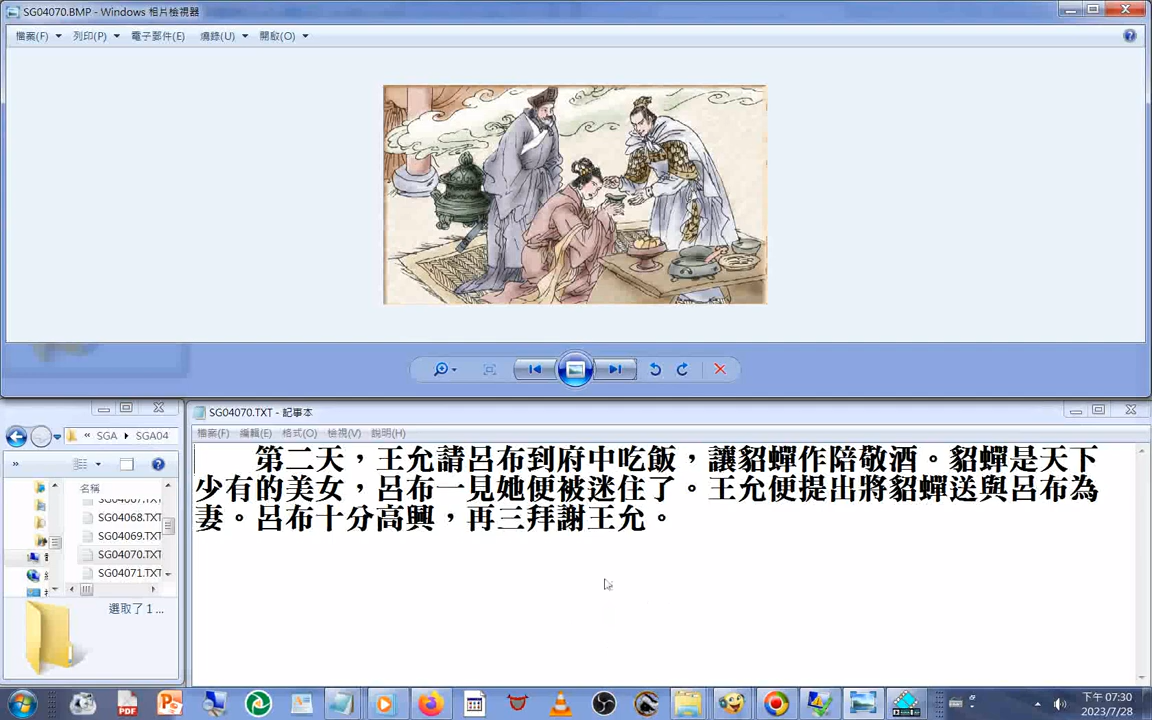 SG04070.BMP - Windows 相片檢視器
檔案(F) 列印(P) 電子郵件(E) 燒錄(U) 開啟(O)
SGA SGA04
名稱
SG04068.TXT
SG04069.TXT
SG04070.TXT
SG04071.TXT
選取了 1 ...
SG04070.TXT - 記事本
檔案(F) 編輯(E) 格式(O) 檢視(V) 說明(H)
第二天，王允請呂布到府中吃飯，讓貂蟬作陪敬酒。貂蟬是天下
少有的美女，呂布一見她便被迷住了。王允便提出將貂蟬送與呂布為
妻。呂布十分高興，再三拜謝王允。
PDF
下午 07:30
2023/7/28